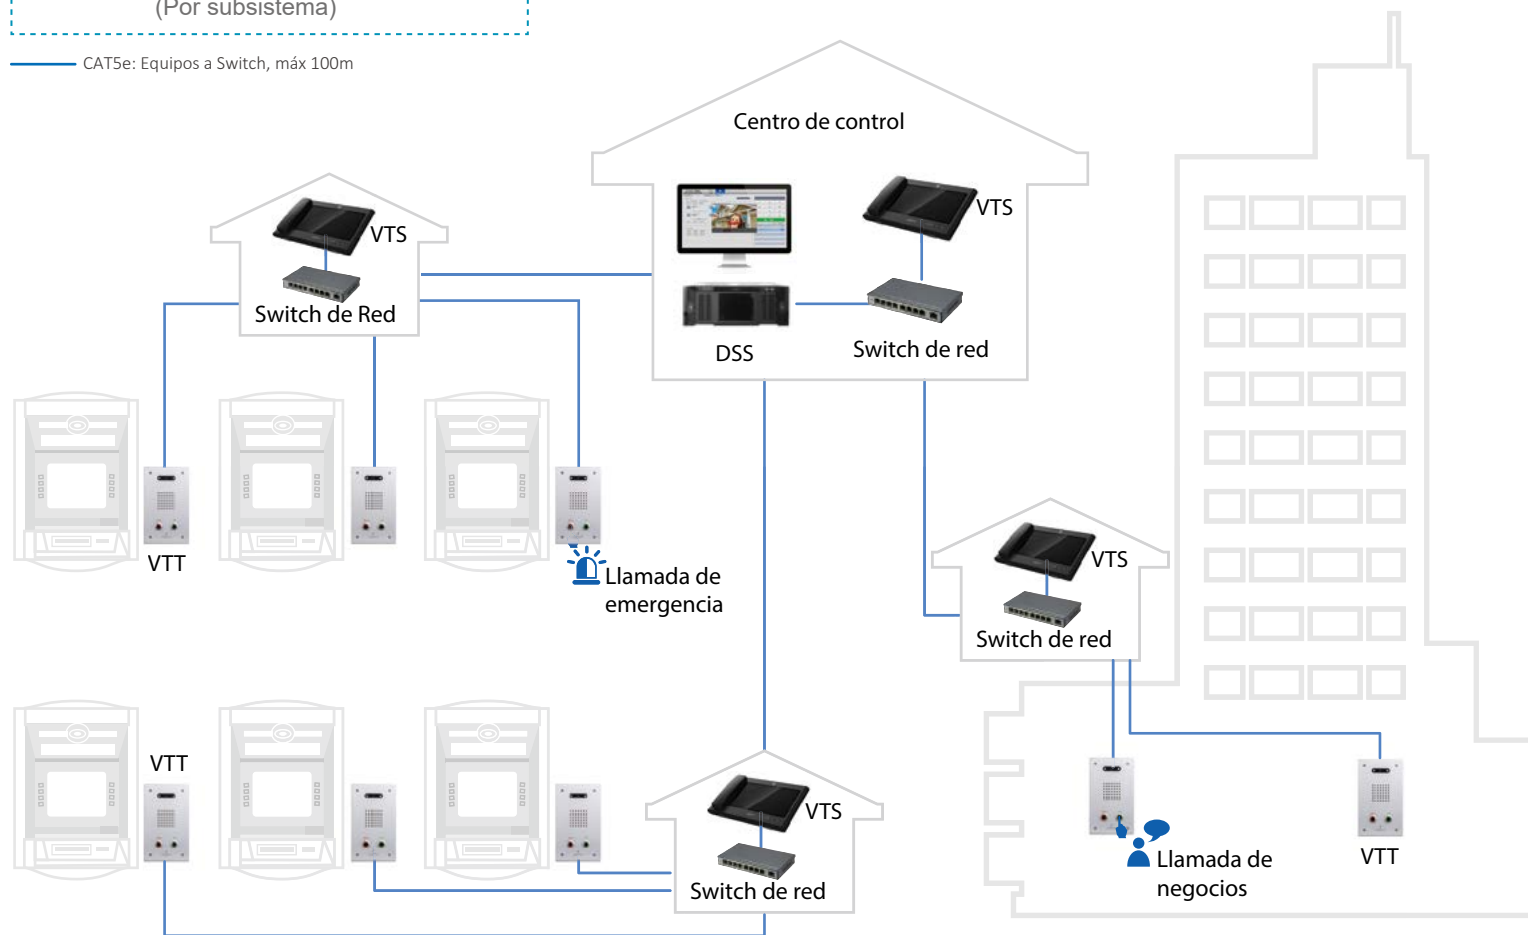 (Por subsistema)
CAT5e: Equipos a Switch, máx 100m
Centro de control
VTS
VTS
Switch de Red
DSS
Switch de red
VTT
Llamada de
emergencia
VTS
Switch de red
VTT
VTS
Switch de red
Llamada de
negocios
VTT